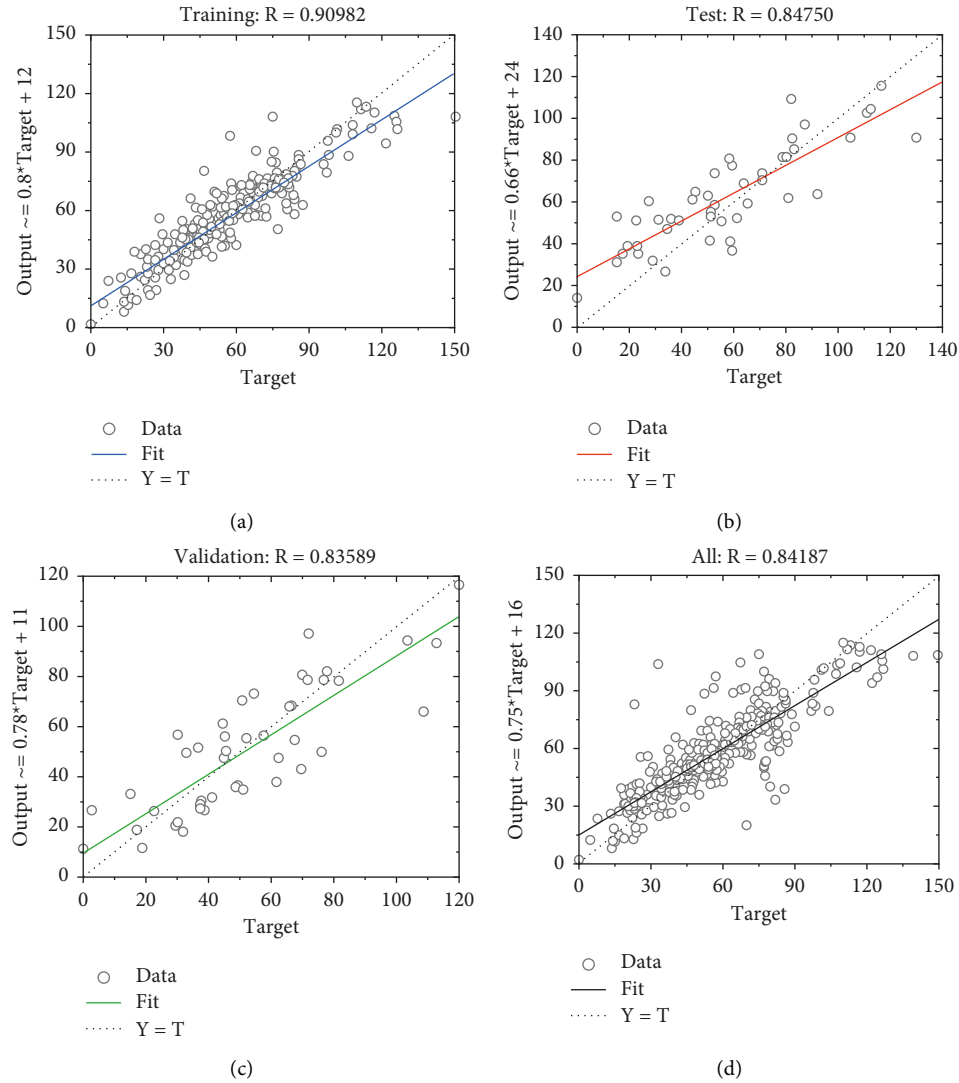 Training: R = 0.90982
Output ~= 0.8*Target + 12
150
120
90
60
30
0
0 30 60 90 120 150
Target
Data
Fit
Y = T
(a)
Test: R = 0.84750
Output ~= 0.66*Target + 24
140
120
100
80
60
40
20
0
0 20 40 60 80 100 120 140
Target
Data
Fit
Y = T
(b)
Validation: R = 0.83589
Output ~= 0.78*Target + 11
120
100
80
60
40
20
0
0 20 40 60 80 100 120
Target
Data
Fit
Y = T
(c)
All: R = 0.84187
Output ~= 0.75*Target + 16
150
120
90
60
30
0
0 30 60 90 120 150
Target
Data
Fit
Y = T
(d)